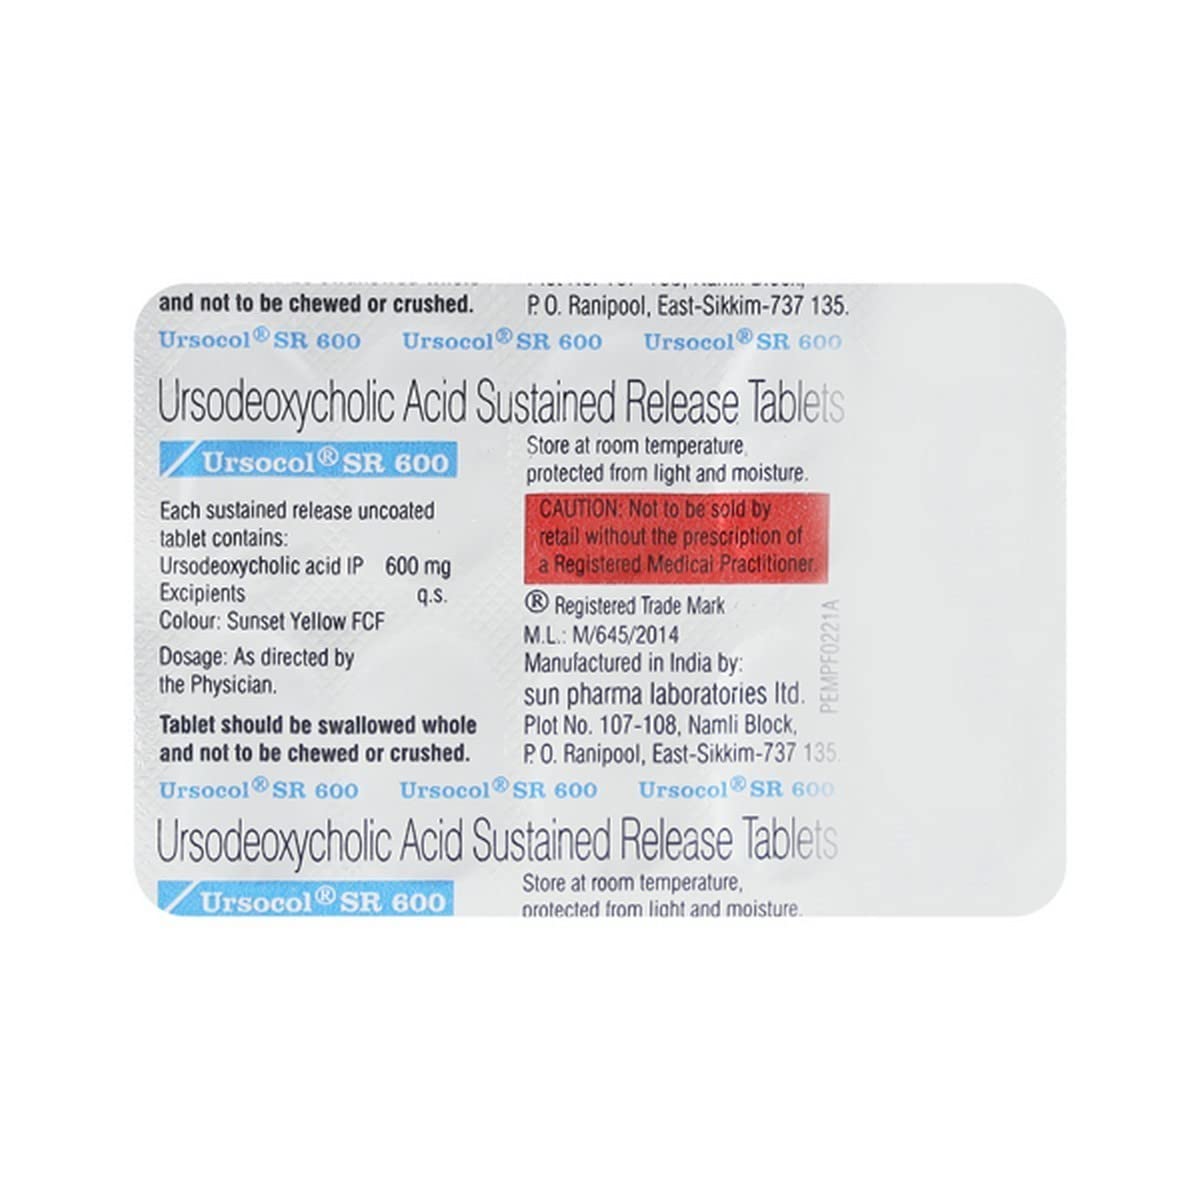 and not to be chewed or crushed.
P. O. Ranipool, East-Sikkim-737 135.
Ursocol® SR 600 Ursocol® SR 600 Ursocol® SR 600
Ursodeoxycholic Acid Sustained Release Tablets
Ursocol® SR 600
Each sustained release uncoated
tablet contains:
Ursodeoxycholic acid IP 600 mg
Excipients q.s.
Colour: Sunset Yellow FCF
Dosage: As directed by
the Physician.
Tablet should be swallowed whole
and not to be chewed or crushed.
Store at room temperature,
protected from light and moisture.
CAUTION: Not to be sold by
retail without the prescription of
a Registered Medical Practitioner.
® Registered Trade Mark
M.L.: M/645/2014
Manufactured in India by:
sun pharma laboratories ltd.
Plot No. 107-108, Namli Block,
P. O. Ranipool, East-Sikkim-737 135.
PEMPF0221A
Ursocol® SR 600 Ursocol® SR 600 Ursocol® SR 600
Ursodeoxycholic Acid Sustained Release Tablets
Ursocol® SR 600
Store at room temperature,
protected from light and moisture.